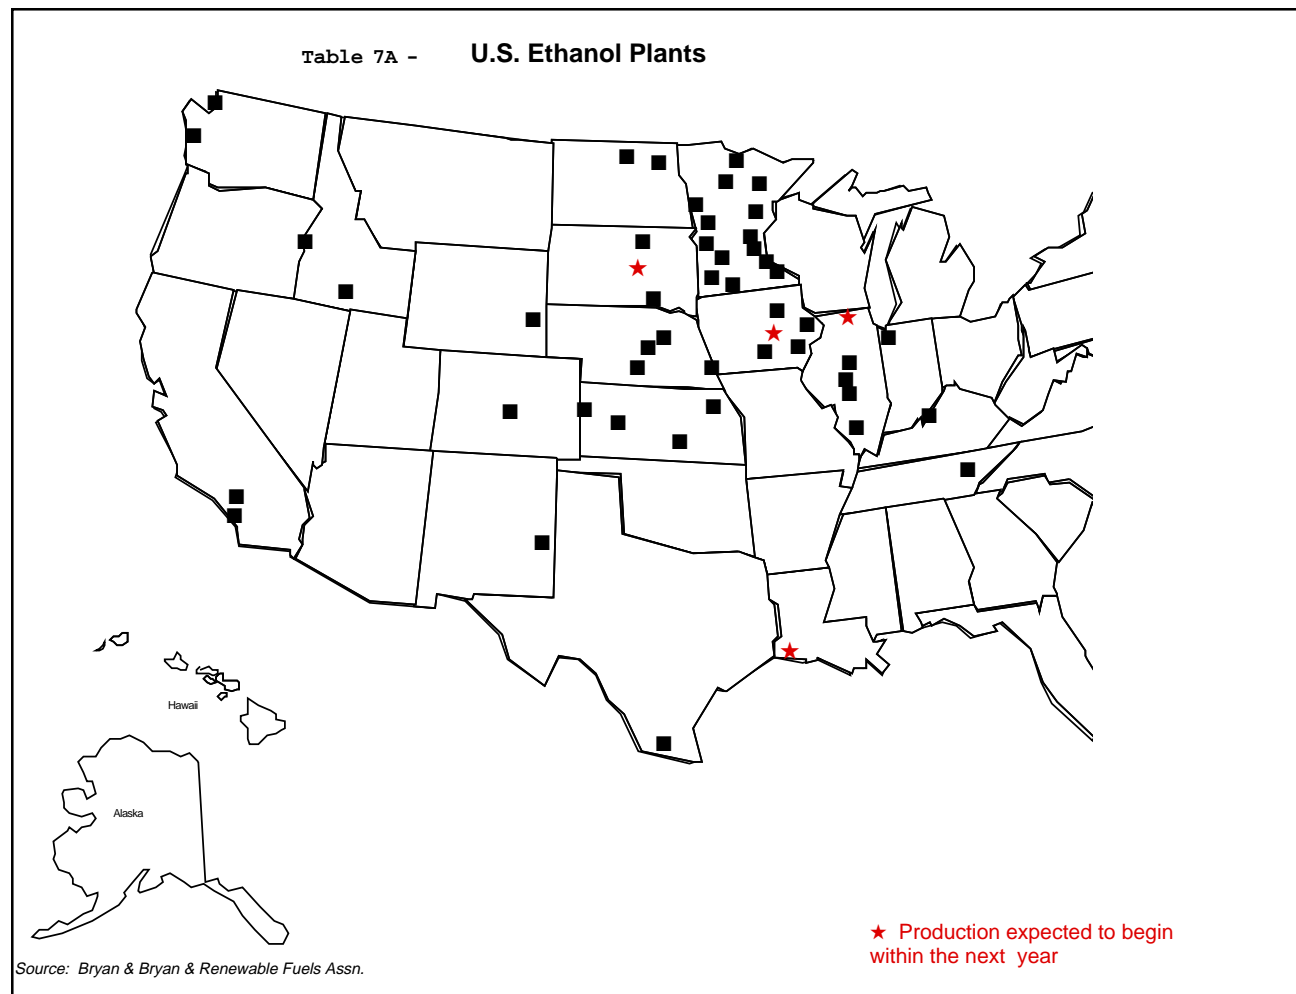 Table 7A - U.S. Ethanol Plants
Hawaii
Alaska
★ Production expected to begin
within the next year
Source: Bryan & Bryan & Renewable Fuels Assn.